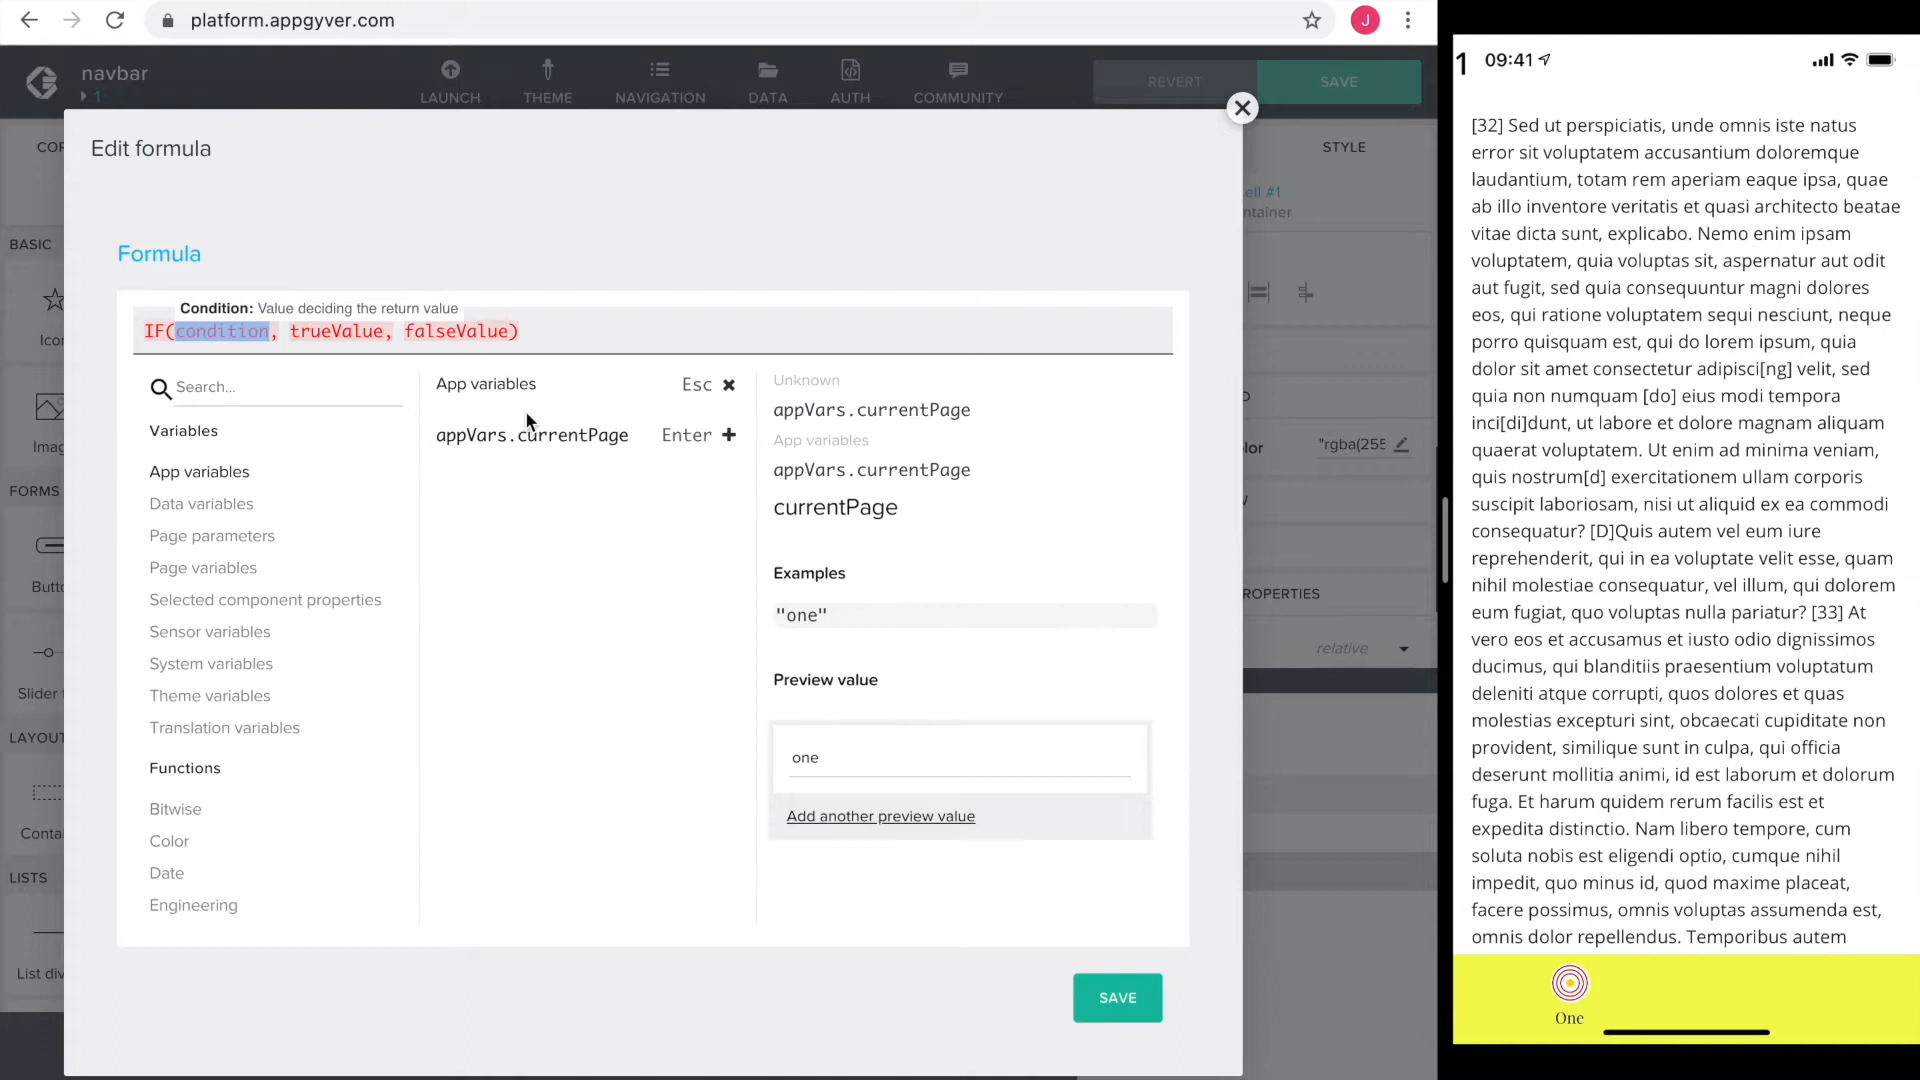 platform.appgyver.com
J
navbar
1
LAUNCH
THEME
NAVIGATION
DATA
AUTH
COMMUNITY
REVERT
SAVE
Edit formula
STYLE
BASIC
FORMS
LISTS
Formula
Condition: Value deciding the return value
IF(condition, trueValue, falseValue)
Search...
Variables
App variables
Data variables
Page parameters
Page variables
Selected component properties
Sensor variables
System variables
Theme variables
Translation variables
Functions
Bitwise
Color
Date
Engineering
App variables
Esc
appVars.currentPage
Enter
Unknown
appVars.currentPage
App variables
appVars.currentPage
currentPage
Examples
"one"
Preview value
one
Add another preview value
SAVE
"rgba(255
relative
1 09:41
[32] Sed ut perspiciatis, unde omnis iste natus
error sit voluptatem accusantium doloremque
laudantium, totam rem aperiam eaque ipsa, quae
ab illo inventore veritatis et quasi architecto beatae
vitae dicta sunt, explicabo. Nemo enim ipsam
voluptatem, quia voluptas sit, aspernatur aut odit
aut fugit, sed quia consequuntur magni dolores
eos, qui ratione voluptatem sequi nesciunt, neque
porro quisquam est, qui do lorem ipsum, quia
dolor sit amet consectetur adipisci[ng] velit, sed
quia non numquam [do] eius modi tempora
inci[di]dunt, ut labore et dolore magnam aliquam
quaerat voluptatem. Ut enim ad minima veniam,
quis nostrum[d] exercitationem ullam corporis
suscipit laboriosam, nisi ut aliquid ex ea commodi
consequatur? [D]Quis autem vel eum iure
reprehenderit, qui in ea voluptate velit esse, quam
nihil molestiae consequatur, vel illum, qui dolorem
eum fugiat, quo voluptas nulla pariatur? [33] At
vero eos et accusamus et iusto odio dignissimos
ducimus, qui blanditiis praesentium voluptatum
deleniti atque corrupti, quos dolores et quas
molestias excepturi sint, obcaecati cupiditate non
provident, similique sunt in culpa, qui officia
deserunt mollitia animi, id est laborum et dolorum
fuga. Et harum quidem rerum facilis est et
expedita distinctio. Nam libero tempore, cum
soluta nobis est eligendi optio, cumque nihil
impedit, quo minus id, quod maxime placeat,
facere possimus, omnis voluptas assumenda est,
omnis dolor repellendus. Temporibus autem
One